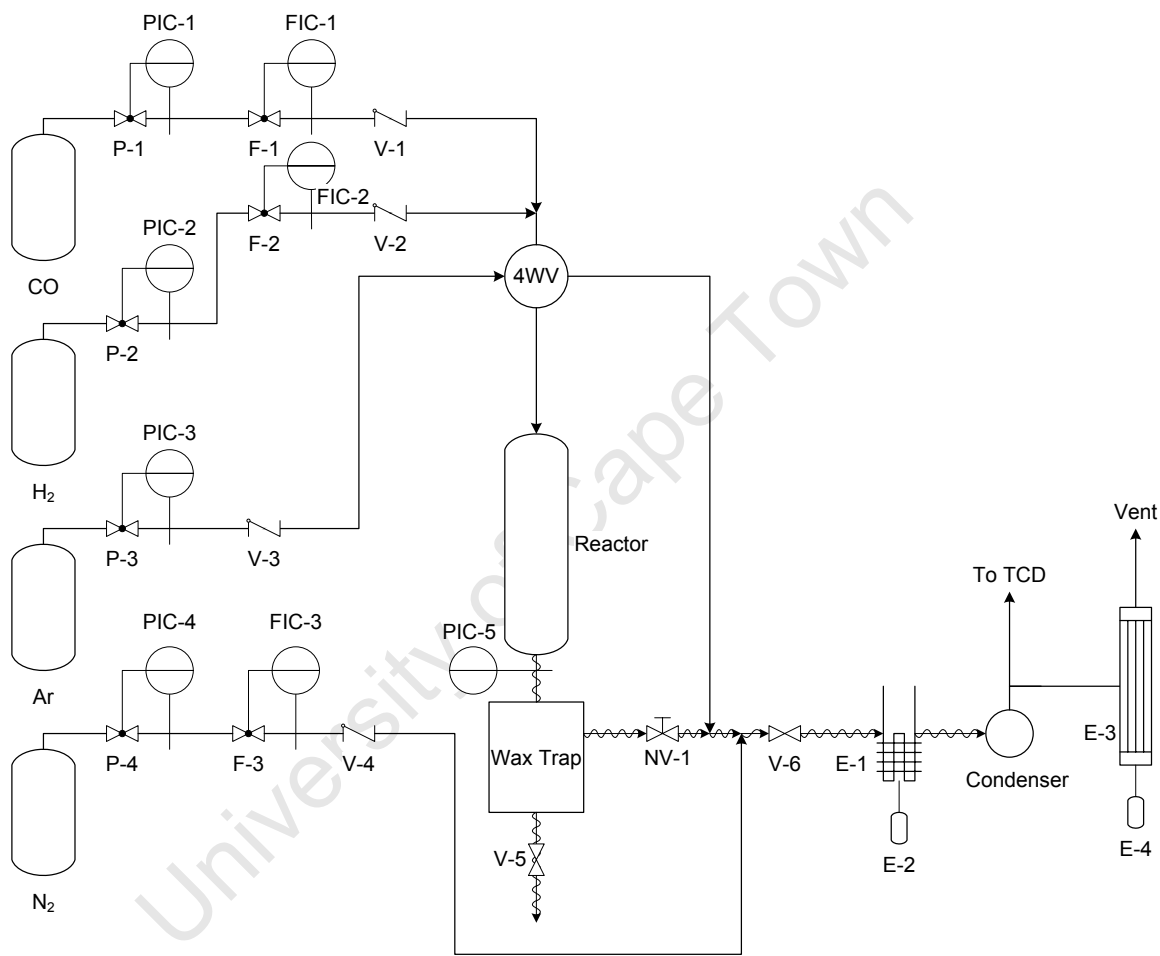 PIC-1
FIC-1
P-1
F-1
V-1
CO
PIC-2
FIC-2
P-2
F-2
V-2
H2
4WV
PIC-3
P-3
V-3
Ar
Reactor
PIC-4
FIC-3
P-4
F-3
V-4
N2
PIC-5
Wax Trap
NV-1
V-5
V-6
E-1
E-2
Condenser
To TCD
Vent
E-3
E-4
University of Cape Town